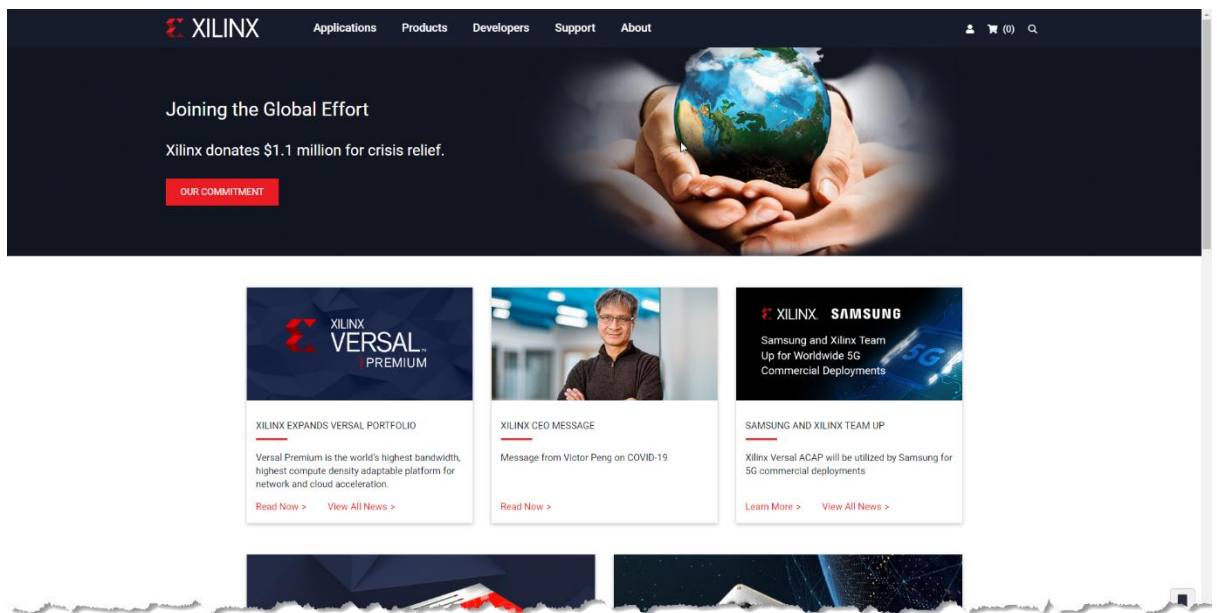 XILINX
Applications Products Developers Support About (0)
Joining the Global Effort
Xilinx donates $1.1 million for crisis relief.
OUR COMMITMENT
XILINX
VERSAL™
PREMIUM
XILINX EXPANDS VERSAL PORTFOLIO
Versal Premium is the world's highest bandwidth,
highest compute density adaptable platform for
network and cloud acceleration.
Read Now > View All News >
XILINX CEO MESSAGE
Message from Victor Peng on COVID-19
Read Now >
XILINX. SAMSUNG
Samsung and Xilinx Team
Up for Worldwide 5G
Commercial Deployments
5G
SAMSUNG AND XILINX TEAM UP
Xilinx Versal ACAP will be utilized by Samsung for
5G commercial deployments
Learn More > View All News >